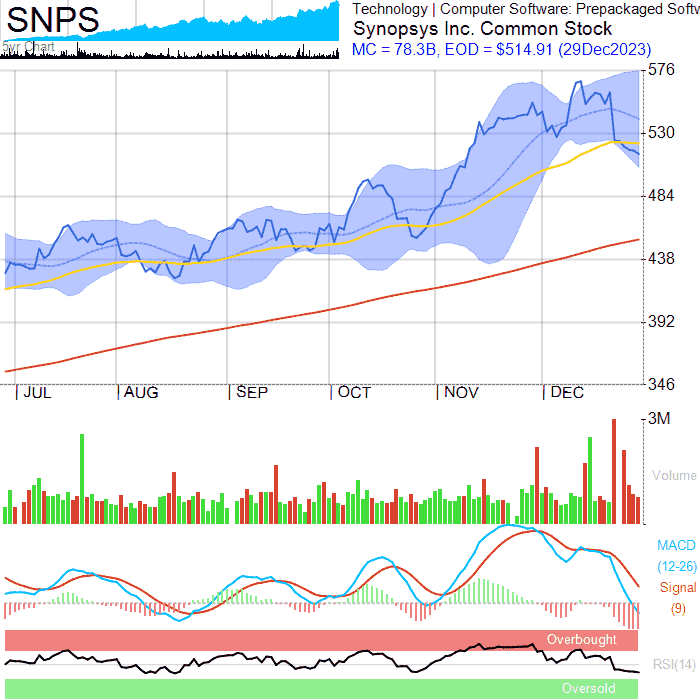 SNPS
5yr Chart
Technology | Computer Software: Prepackaged Softw
Synopsys Inc. Common Stock
MC = 78.3B, EOD = $514.91 (29Dec2023)
576
530
484
438
392
346
| JUL | AUG | SEP | OCT | NOV | DEC
3M
Volume
MACD
(12-26)
Signal
(9)
Overbought
RSI(14)
Oversold